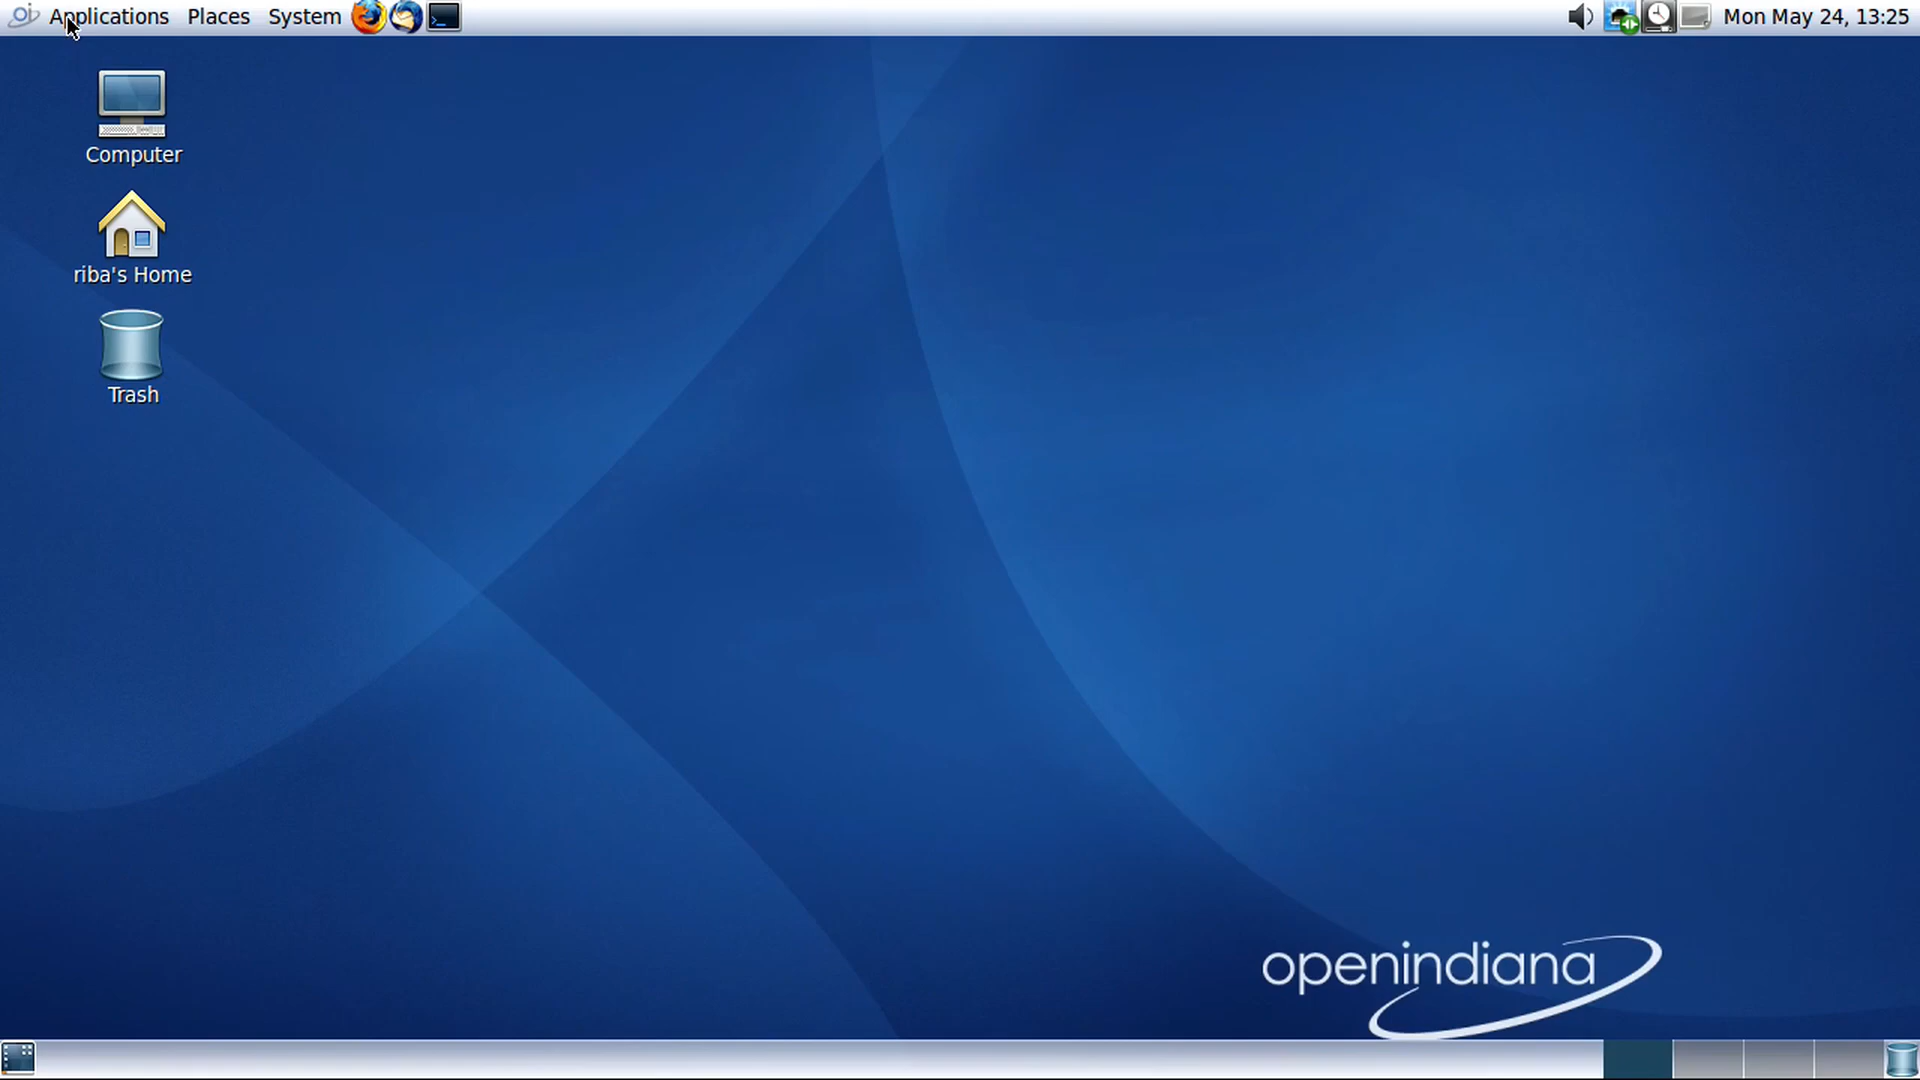 Applications Places System Mon May 24, 13:25
Computer
riba's Home
Trash
openindiana